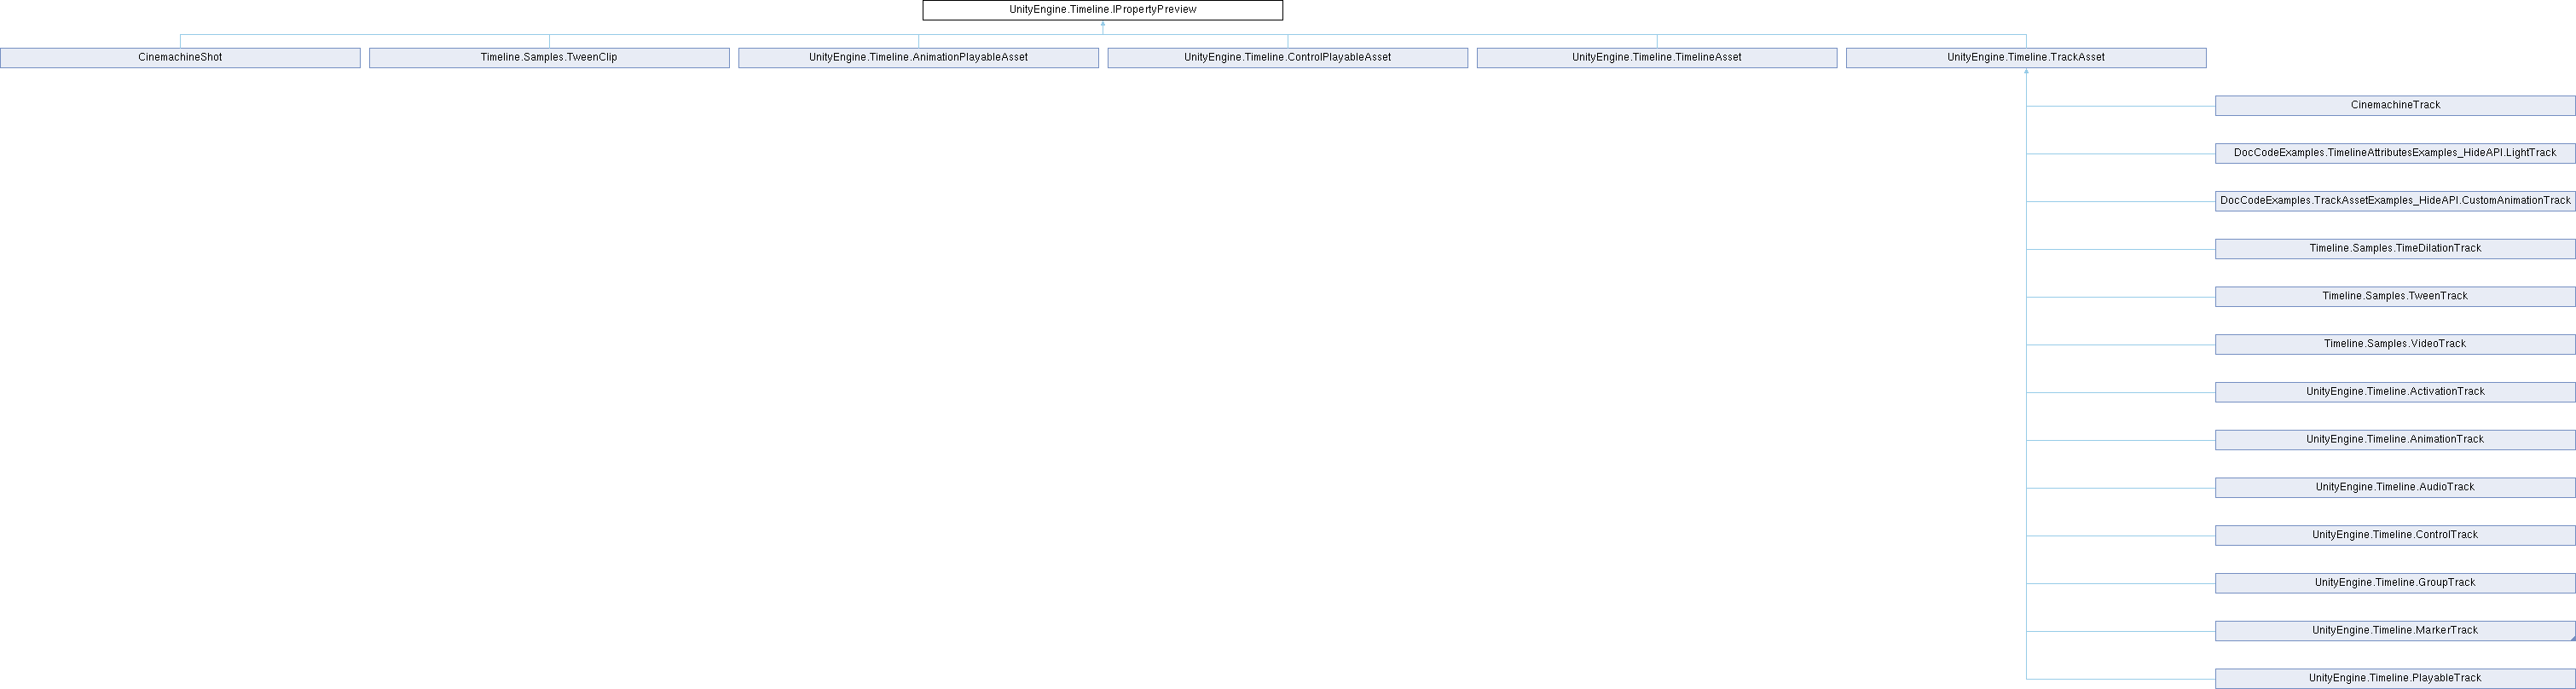 UnityEngine.Timeline.IPropertyPreview
CinemachineShot
Timeline.Samples.TweenClip
UnityEngine.Timeline.AnimationPlayableAsset
UnityEngine.Timeline.ControlPlayableAsset
UnityEngine.Timeline.TimelineAsset
UnityEngine.Timeline.TrackAsset
CinemachineTrack
DocCodeExamples.TimelineAttributesExamples_HideAPI.LightTrack
DocCodeExamples.TrackAssetExamples_HideAPI.CustomAnimationTrack
Timeline.Samples.TimeDilationTrack
Timeline.Samples.TweenTrack
Timeline.Samples.VideoTrack
UnityEngine.Timeline.ActivationTrack
UnityEngine.Timeline.AnimationTrack
UnityEngine.Timeline.AudioTrack
UnityEngine.Timeline.ControlTrack
UnityEngine.Timeline.GroupTrack
UnityEngine.Timeline.MarkerTrack
UnityEngine.Timeline.PlayableTrack